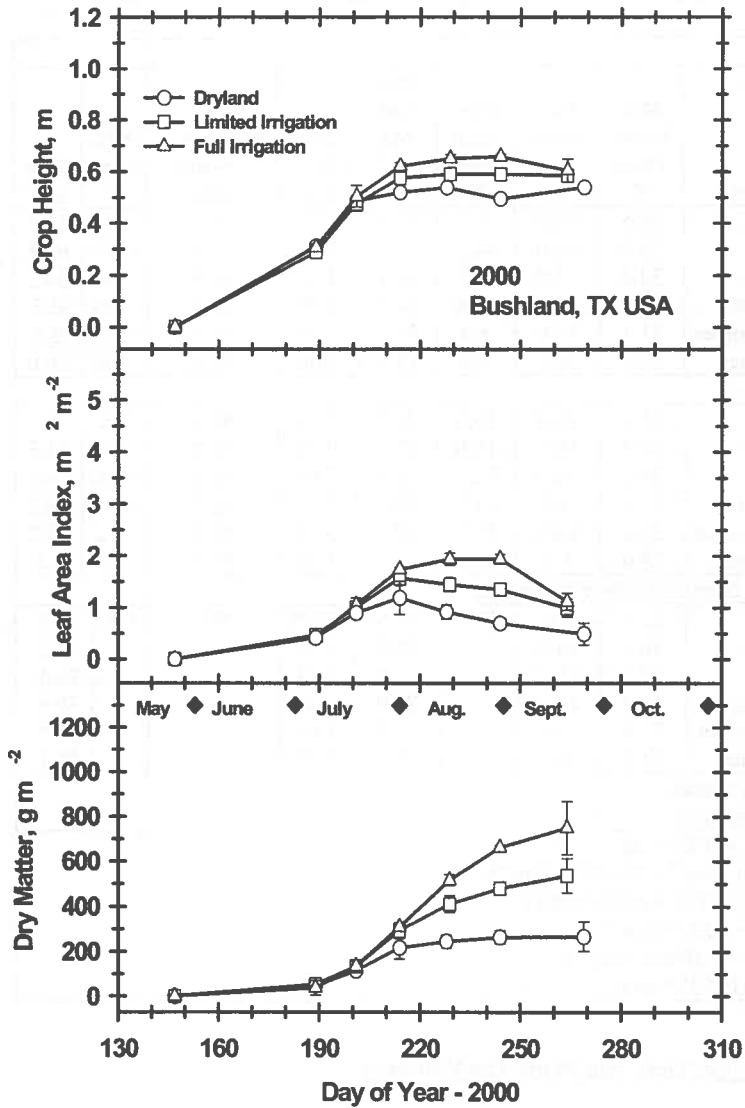 1.2
1.0
0.8
0.6
0.4
0.2
0.0
Crop Height, m
Dryland
Limited Irrigation
Full Irrigation
2000
Bushland, TX USA
5
4
3
2
1
0
Leaf Area Index, m 2 m -2
May June July Aug. Sept. Oct.
1200
1000
800
600
400
200
0
Dry Matter, g m -2
130 160 190 220 250 280 310
Day of Year - 2000